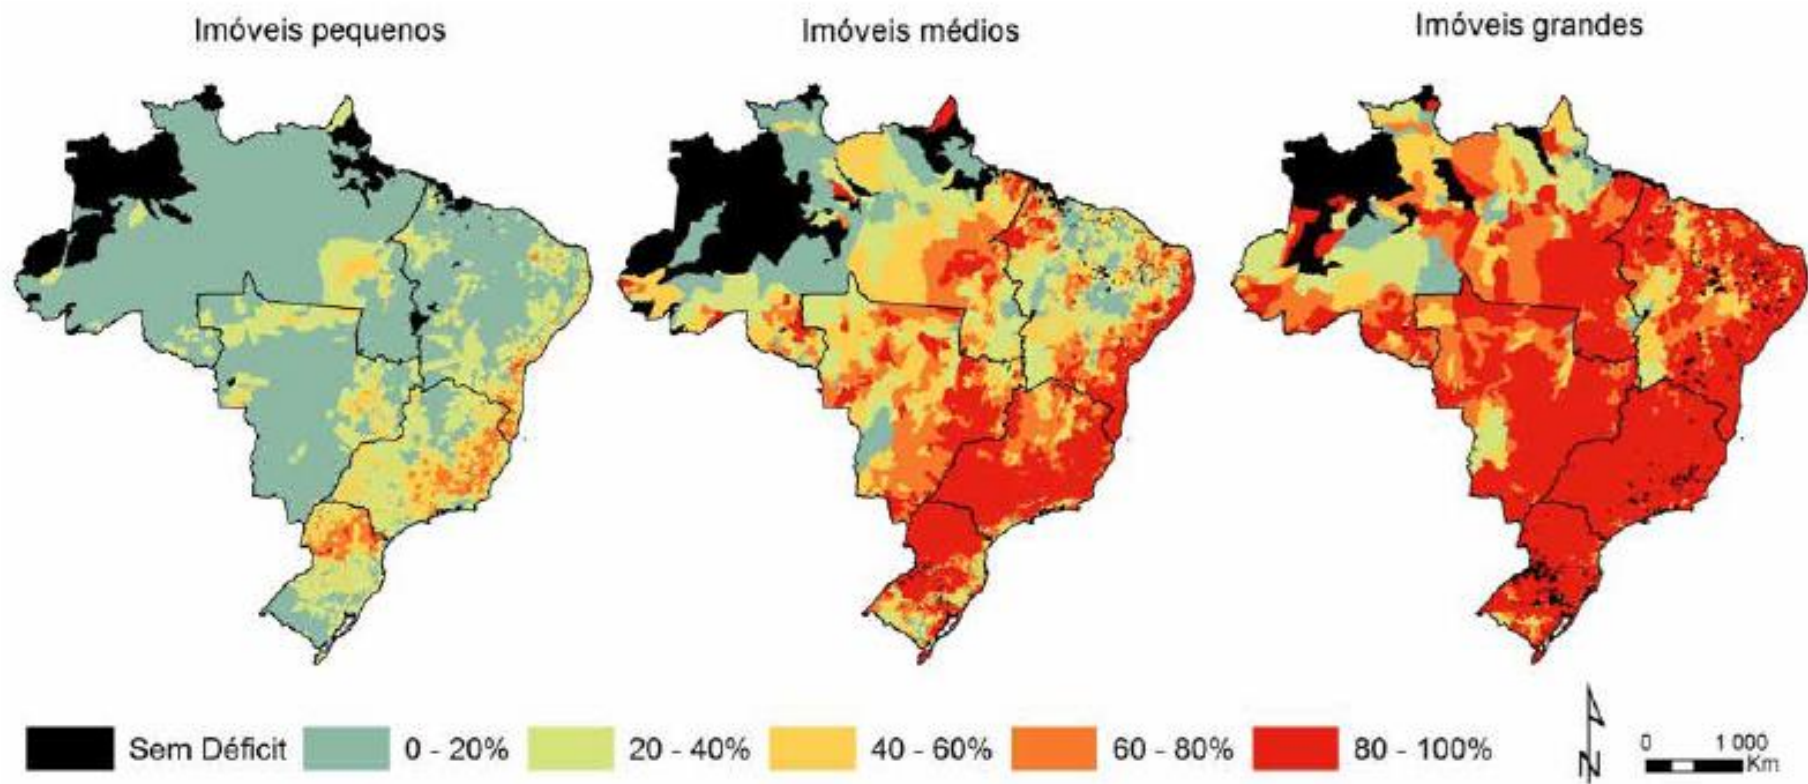 Imóveis pequenos
Imóveis médios
Imóveis grandes
Sem Déficit
0 - 20%
20 - 40%
40 - 60%
60 - 80%
80 - 100%
N
0
1 000
Km